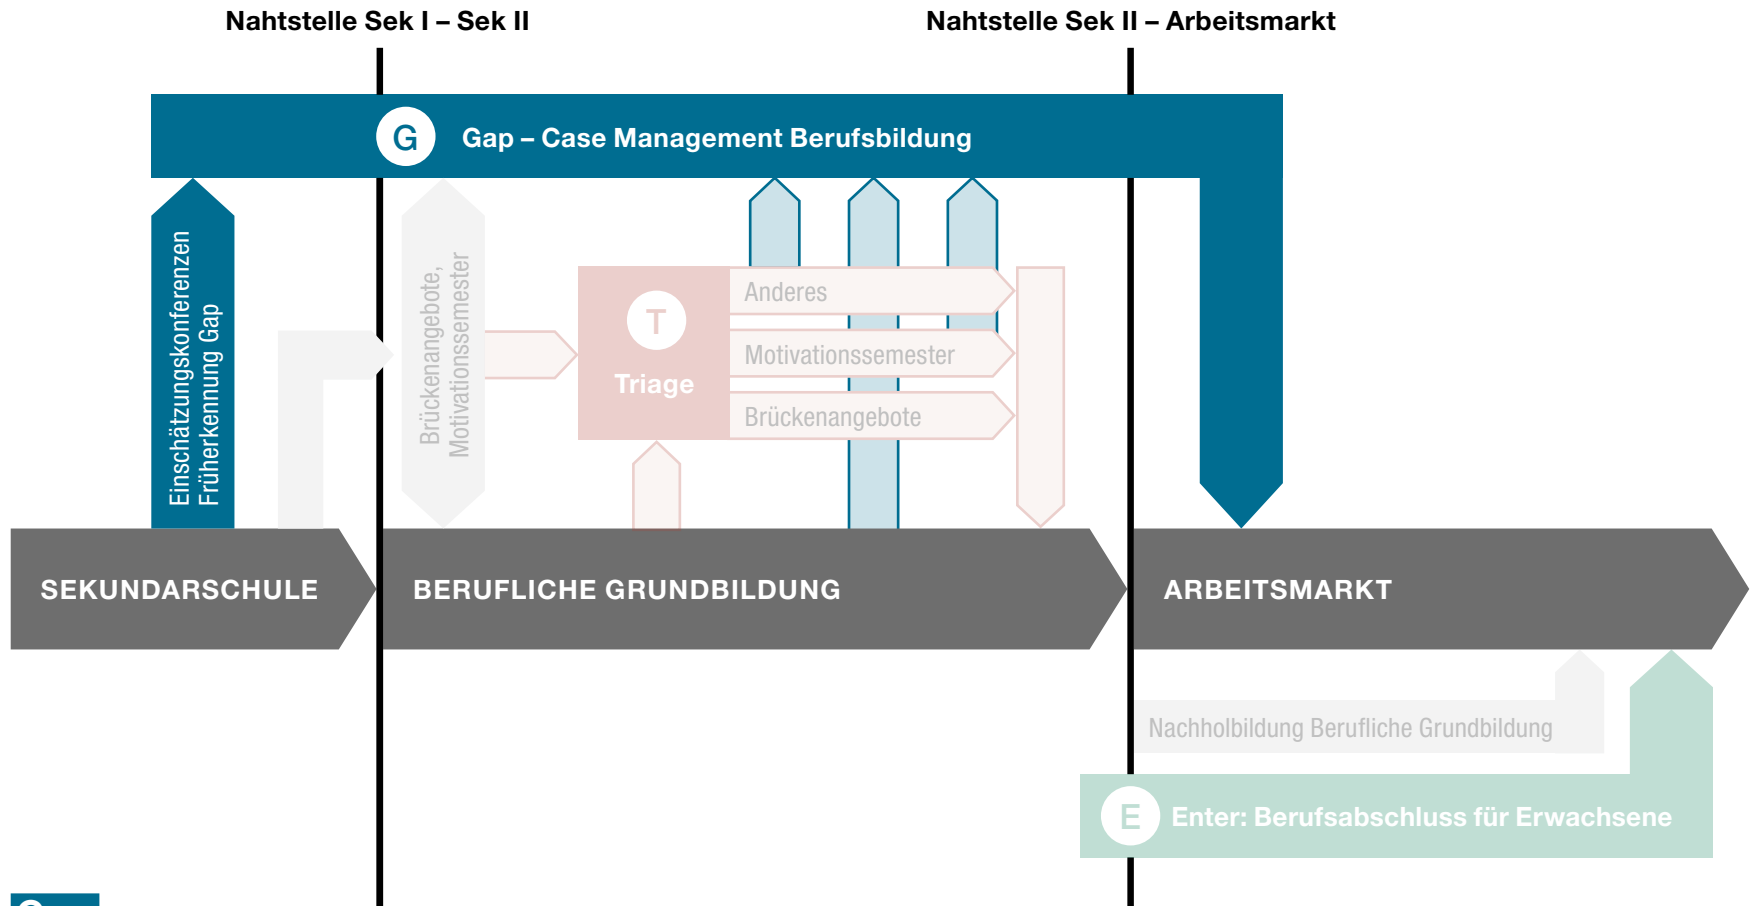 Nahtstelle Sek I – Sek II
Nahtstelle Sek II – Arbeitsmarkt
G
Gap – Case Management Berufsbildung
Einschätzungskonferenzen
Früherkennung Gap
Brückenangebote,
Motivationssemester
T
Triage
Anderes
Motivationssemester
Brückenangebote
SEKUNDARSCHULE
BERUFLICHE GRUNDBILDUNG
ARBEITSMARKT
Nachholbildung Berufliche Grundbildung
E
Enter: Berufsabschluss für Erwachsene